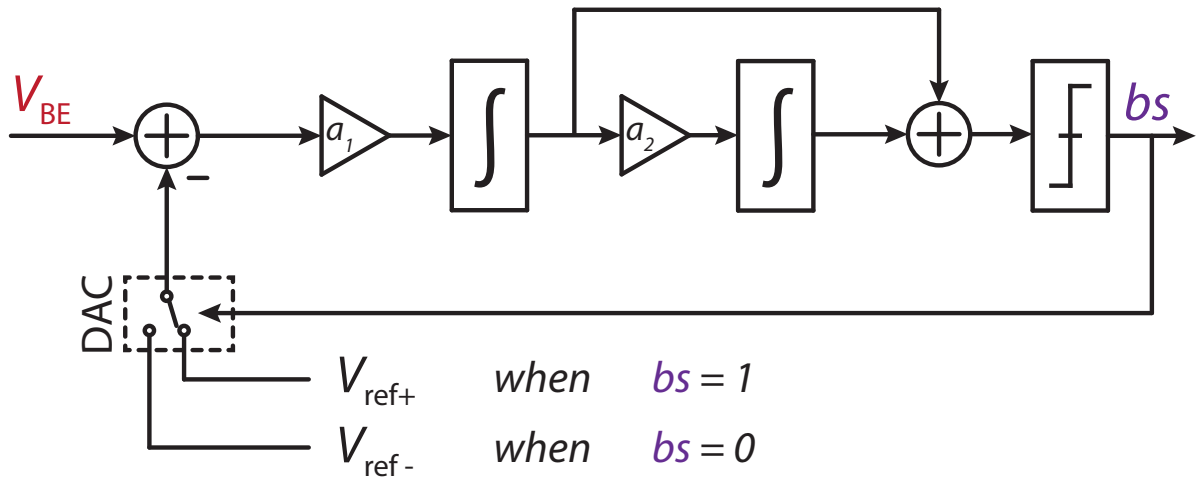 V_BE
a_1
∫
a_2
∫
bs
−
DAC
V_ref+ when bs = 1
V_ref - when bs = 0